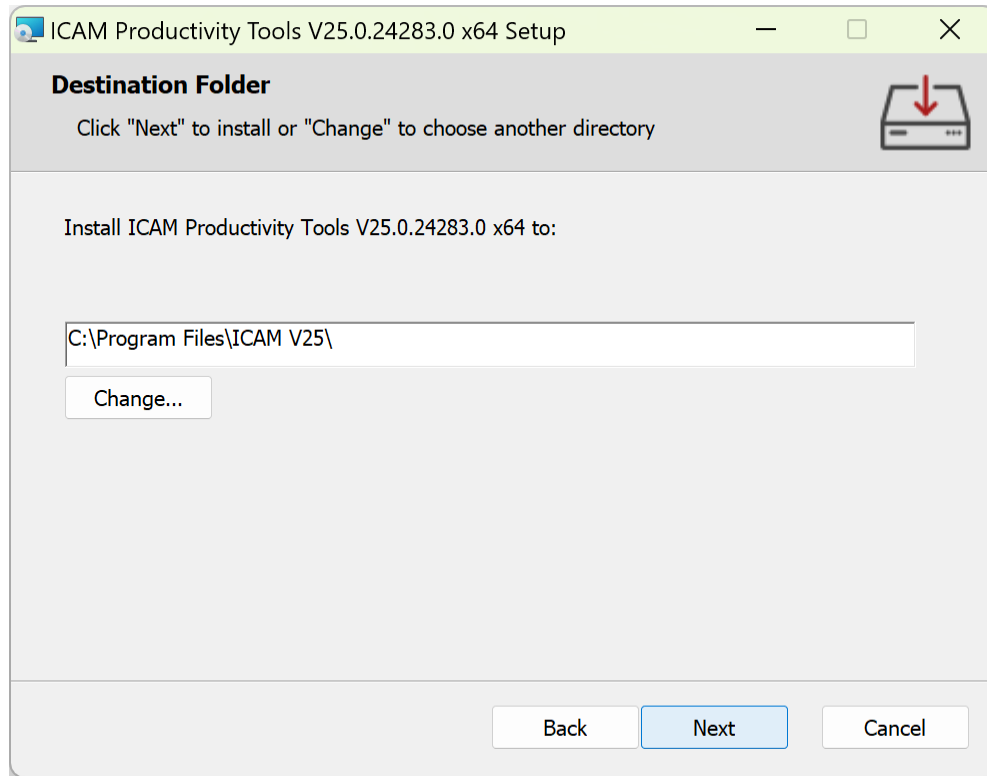 ICAM Productivity Tools V25.0.24283.0 x64 Setup
Destination Folder
Click "Next" to install or "Change" to choose another directory
Install ICAM Productivity Tools V25.0.24283.0 x64 to:
C:\Program Files\ICAM V25\
Change...
Back Next Cancel